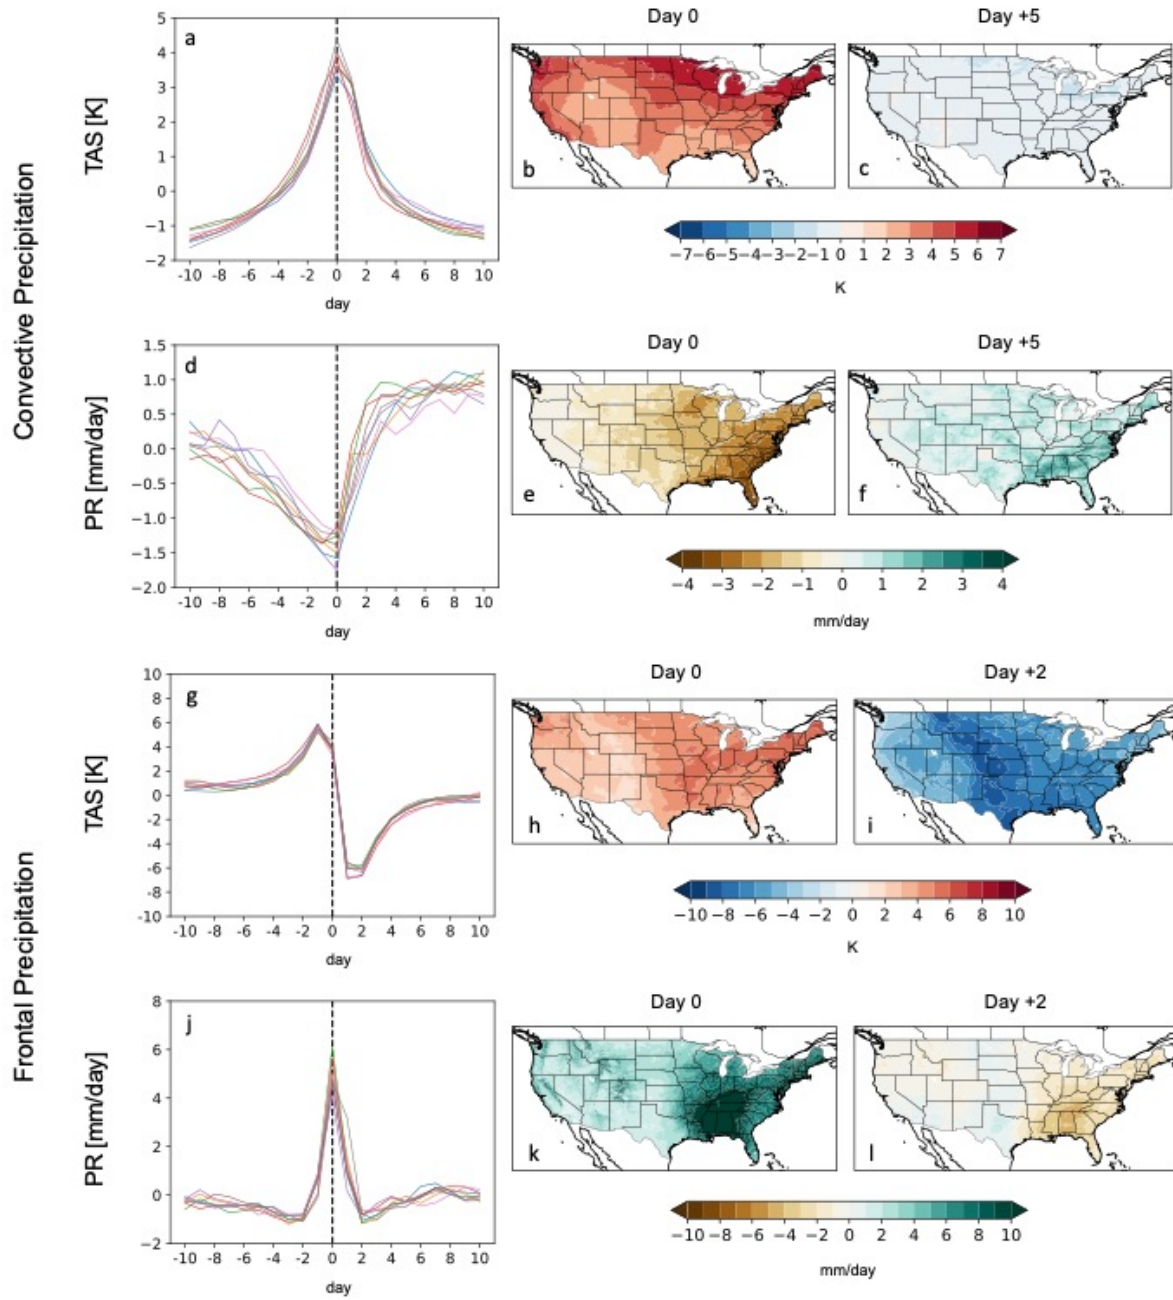 Convective Precipitation
TAS [K]
a
5
4
3
2
1
0
−1
−2
-10 -8 -6 -4 -2 0 2 4 6 8 10
day
Day 0
b
Day +5
c
−7−6−5−4−3−2−1 0 1 2 3 4 5 6 7
K
PR [mm/day]
d
1.5
1.0
0.5
0.0
−0.5
−1.0
−1.5
−2.0
-10 -8 -6 -4 -2 0 2 4 6 8 10
day
Day 0
e
Day +5
f
−4 −3 −2 −1 0 1 2 3 4
mm/day
Frontal Precipitation
TAS [K]
g
10
8
6
4
2
0
-2
-4
-6
-8
-10
-10 -8 -6 -4 -2 0 2 4 6 8 10
day
Day 0
h
Day +2
i
−10 −8 −6 −4 −2 0 2 4 6 8 10
K
PR [mm/day]
j
8
6
4
2
0
−2
-10 -8 -6 -4 -2 0 2 4 6 8 10
day
Day 0
k
Day +2
l
−10 −8 −6 −4 −2 0 2 4 6 8 10
mm/day